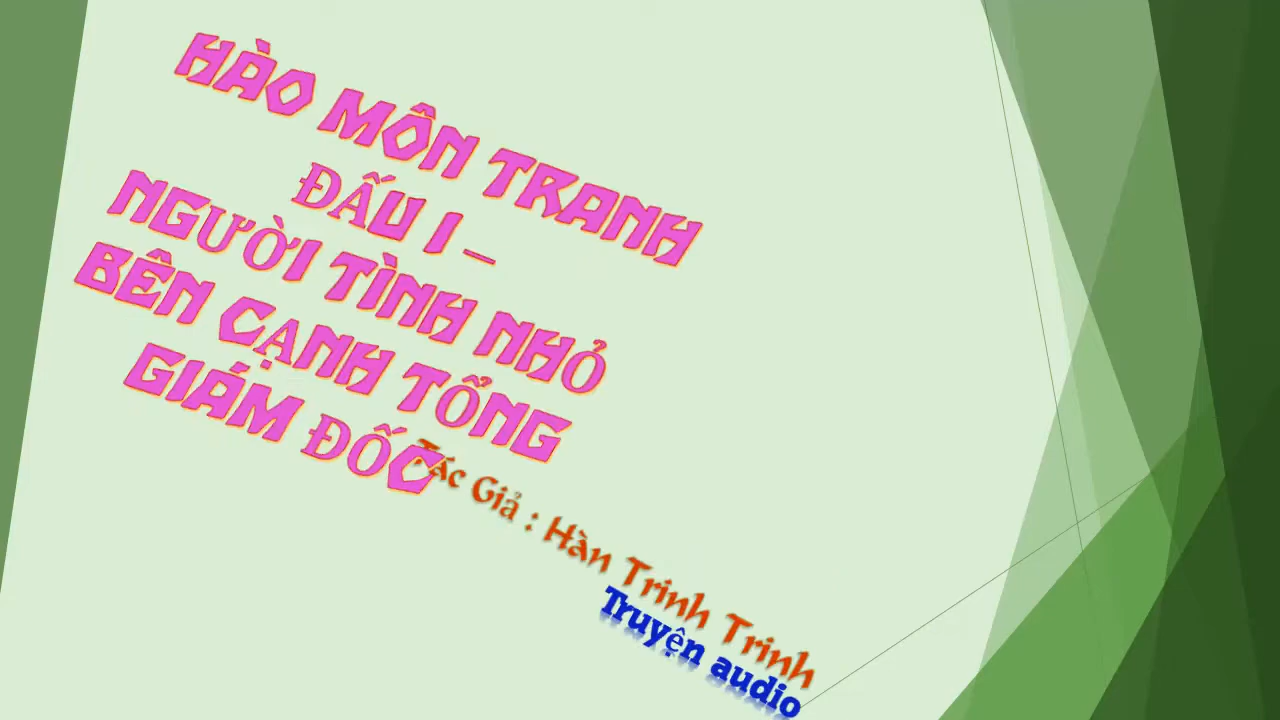 HÀO MÔN TRANH
ĐẤU I –
NGƯỜI TÌNH NHỎ
BÊN CẠNH TỔNG
GIÁM ĐỐC
Tác Giả : Hàn Trinh Trinh
Truyện audio